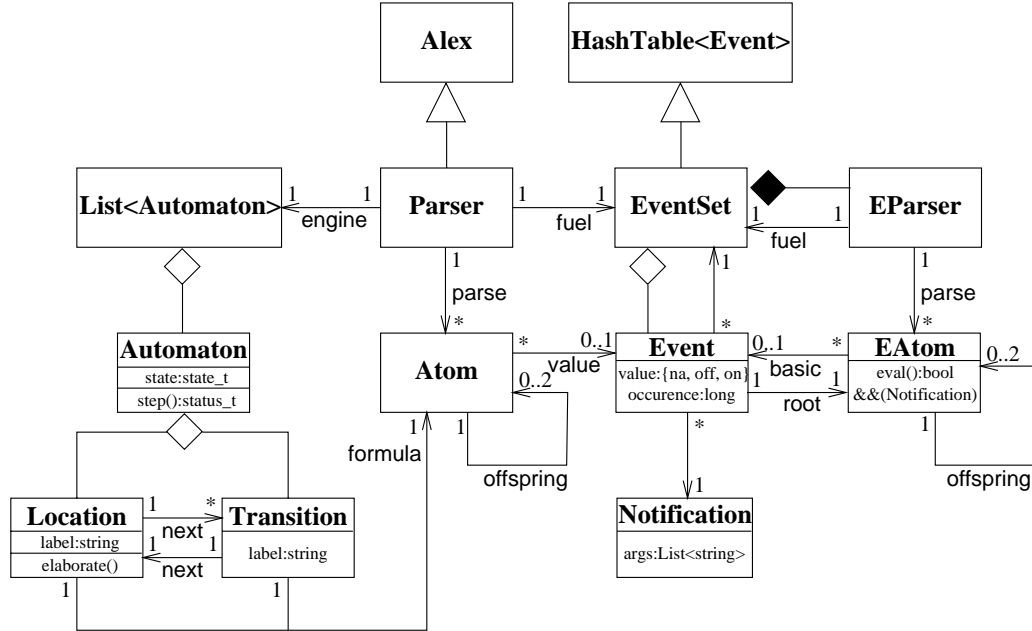 Alex
HashTable<Event>
List<Automaton>
1
engine
1
Parser
1
fuel
1
EventSet
1
fuel
1
EParser
1
parse
*
1
1
parse
*
Automaton
state:state_t
step():status_t
Atom
*
value
0..1
0..2
1
offspring
1
formula
*
Event
value:{na, off, on}
occurence:long
0..1
basic
*
1
root
1
EAtom
eval():bool
&&(Notification)
0..2
1
offspring
*
1
Location
label:string
elaborate()
1
next
*
1
next
1
Transition
label:string
1
1
Notification
args:List<string>